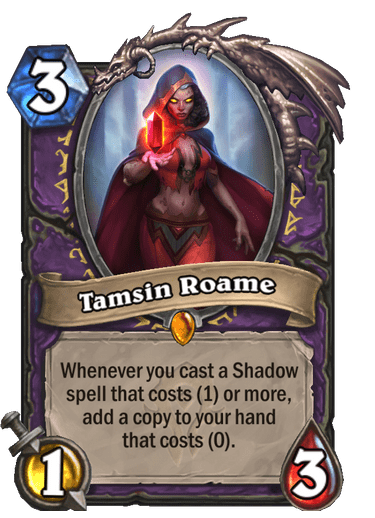 3
Tamsin Roame
Whenever you cast a Shadow
spell that costs (1) or more,
add a copy to your hand
that costs (0).
1
3